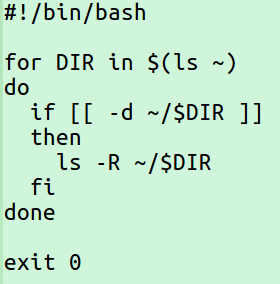 #!/bin/bash

for DIR in $(ls ~)
do
  if [[ -d ~/$DIR ]]
  then
    ls -R ~/$DIR
  fi
done

exit 0